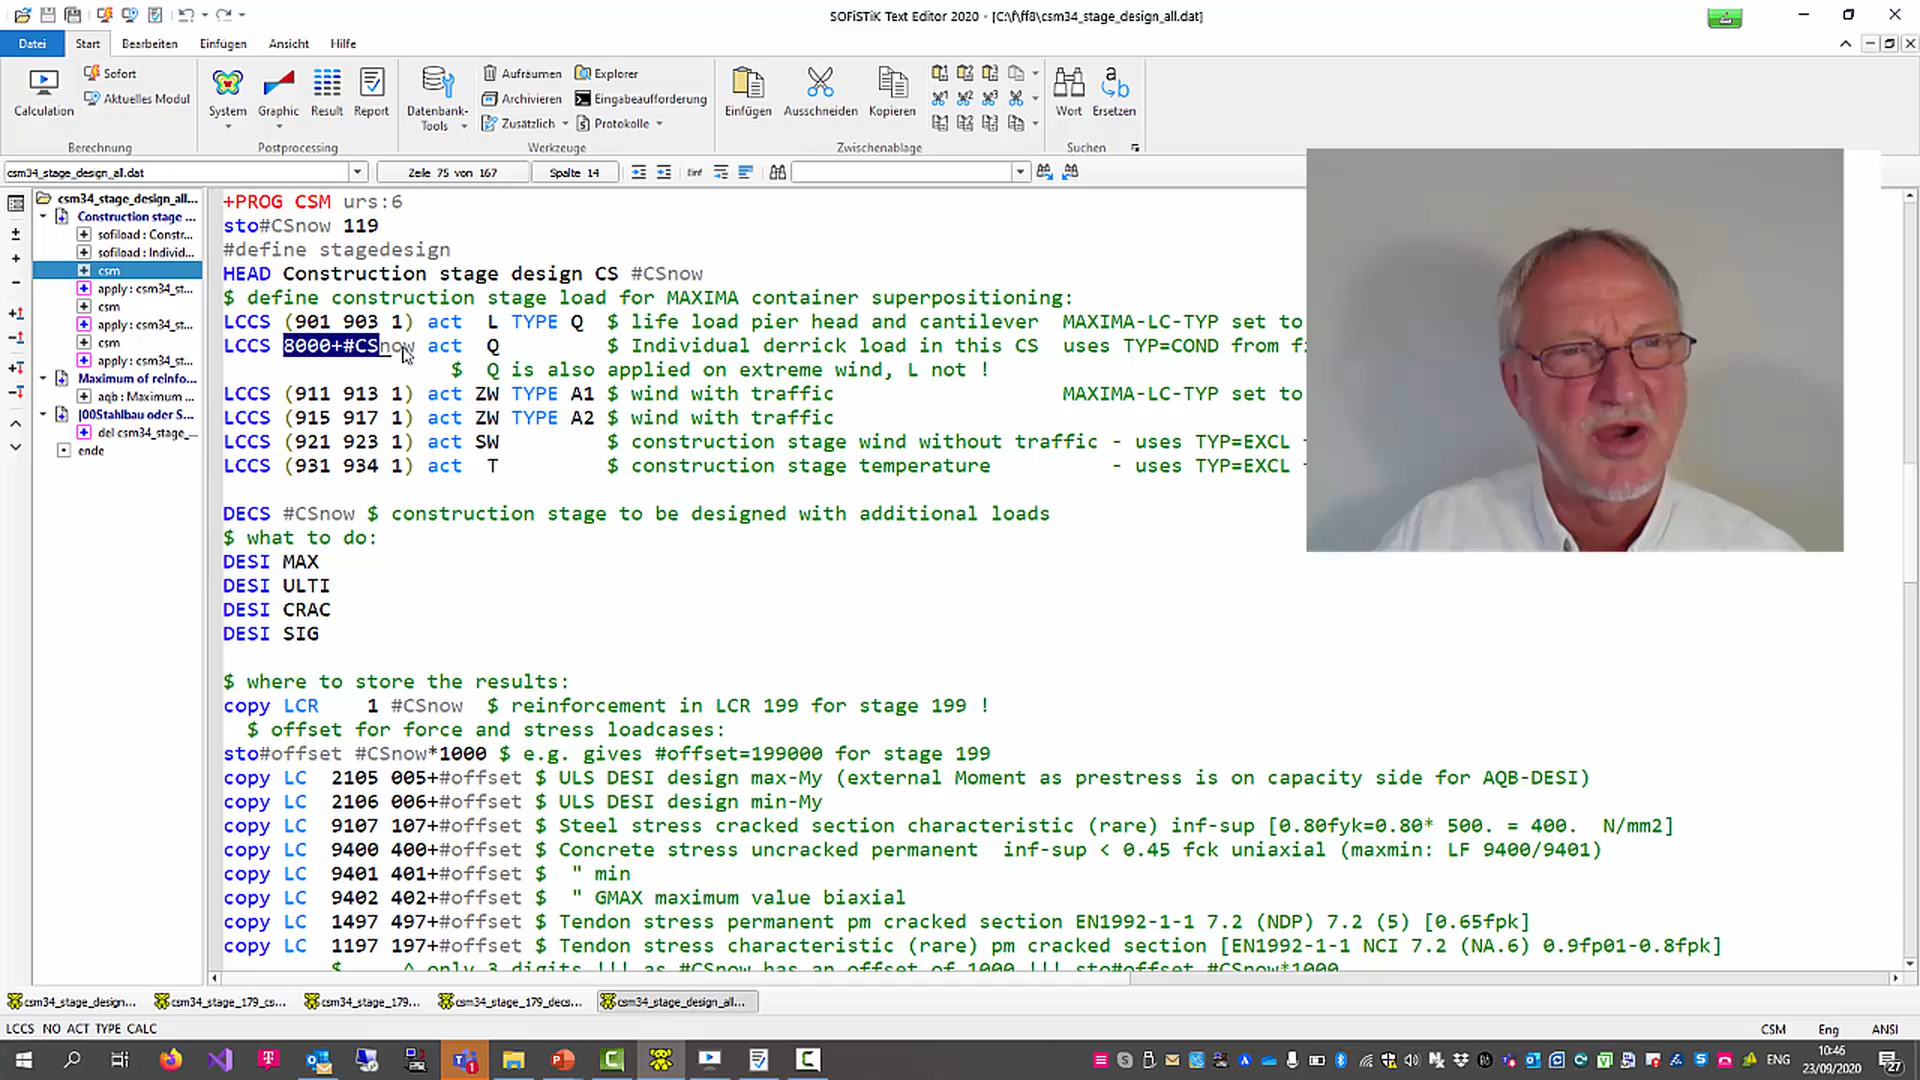 SOFiSTiK Text Editor 2020 - [C:\f\ff8\csm34_stage_design_all.dat]
Datei Start Bearbeiten Einfügen Ansicht Hilfe
Calculation
Sofort
Aktuelles Modul
Berechnung
System Graphic Result Report
Postprocessing
Datenbank-Tools
Aufräumen Explorer
Archivieren Eingabeaufforderung
Zusätzlich Protokolle
Werkzeuge
Einfügen Ausschneiden Kopieren
Zwischenablage
Wort Ersetzen
Suchen
csm34_stage_design_all.dat Zeile 75 von 167 Spalte 14
csm34_stage_design_all...
Construction stage ...
sofiload : Constr...
sofiload : Individ...
csm
apply : csm34_st...
csm
apply : csm34_st...
csm
apply : csm34_st...
Maximum of reinfo...
aqb : Maximum ...
[00Stahlbau oder S...
del csm34_stage_...
ende
+PROG CSM urs:6
sto#CSnow 119
#define stagedesign
HEAD Construction stage design CS #CSnow
$ define construction stage load for MAXIMA container superpositioning:
LCCS (901 903 1) act L TYPE Q $ life load pier head and cantilever MAXIMA-LC-TYP set to
LCCS 8000+#CSnow act Q $ Individual derrick load in this CS uses TYPE=COND from fi
$ Q is also applied on extreme wind, L not !
LCCS (911 913 1) act ZW TYPE A1 $ wind with traffic MAXIMA-LC-TYP set to
LCCS (915 917 1) act ZW TYPE A2 $ wind with traffic
LCCS (921 923 1) act SW $ construction stage wind without traffic - uses TYP=EXCL
LCCS (931 934 1) act T $ construction stage temperature - uses TYP=EXCL
DECS #CSnow $ construction stage to be designed with additional loads
$ what to do:
DESI MAX
DESI ULTI
DESI CRAC
DESI SIG
$ where to store the results:
copy LCR 1 #CSnow $ reinforcement in LCR 199 for stage 199 !
$ offset for force and stress loadcases:
sto#offset #CSnow*1000 $ e.g. gives #offset=199000 for stage 199
copy LC 2105 005+#offset $ ULS DESI design max-My (external Moment as prestress is on capacity side for AQB-DESI)
copy LC 2106 006+#offset $ ULS DESI design min-My
copy LC 9107 107+#offset $ Steel stress cracked section characteristic (rare) inf-sup [0.80fyk=0.80* 500. = 400. N/mm2]
copy LC 9400 400+#offset $ Concrete stress uncracked permanent inf-sup < 0.45 fck uniaxial (maxmin: LF 9400/9401)
copy LC 9401 401+#offset $ " min
copy LC 9402 402+#offset $ " GMAX maximum value biaxial
copy LC 1497 497+#offset $ Tendon stress permanent pm cracked section EN1992-1-1 7.2 (NDP) 7.2 (5) [0.65fpk]
copy LC 1197 197+#offset $ Tendon stress characteristic (rare) pm cracked section [EN1992-1-1 NCI 7.2 (NA.6) 0.9fp01-0.8fpk]
$ ^ only 3 digits !!! as #CSnow has an offset of 1000 !!! sto#offset #CSnow*1000
csm34_stage_design... csm34_stage_179_cs... csm34_stage_179... csm34_stage_179_decs... csm34_stage_design_all...
LCCS NO ACT TYPE CALC CSM Eng ANSI
ENG 10:46
23/09/2020
27